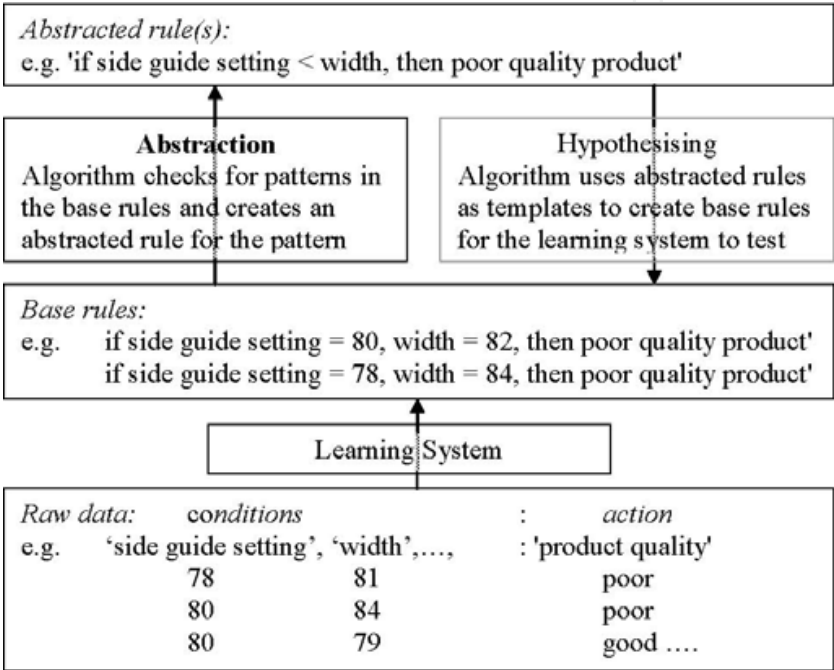 Abstracted rule(s):
e.g. 'if side guide setting < width, then poor quality product'
Abstraction
Algorithm checks for patterns in
the base rules and creates an
abstracted rule for the pattern
Hypothesising
Algorithm uses abstracted rules
as templates to create base rules
for the learning system to test
Base rules:
e.g. if side guide setting = 80, width = 82, then poor quality product'
if side guide setting = 78, width = 84, then poor quality product'
Learning System
Raw data: conditions : action
e.g. ‘side guide setting’, ‘width’,…, : 'product quality'
78 81 poor
80 84 poor
80 79 good ….